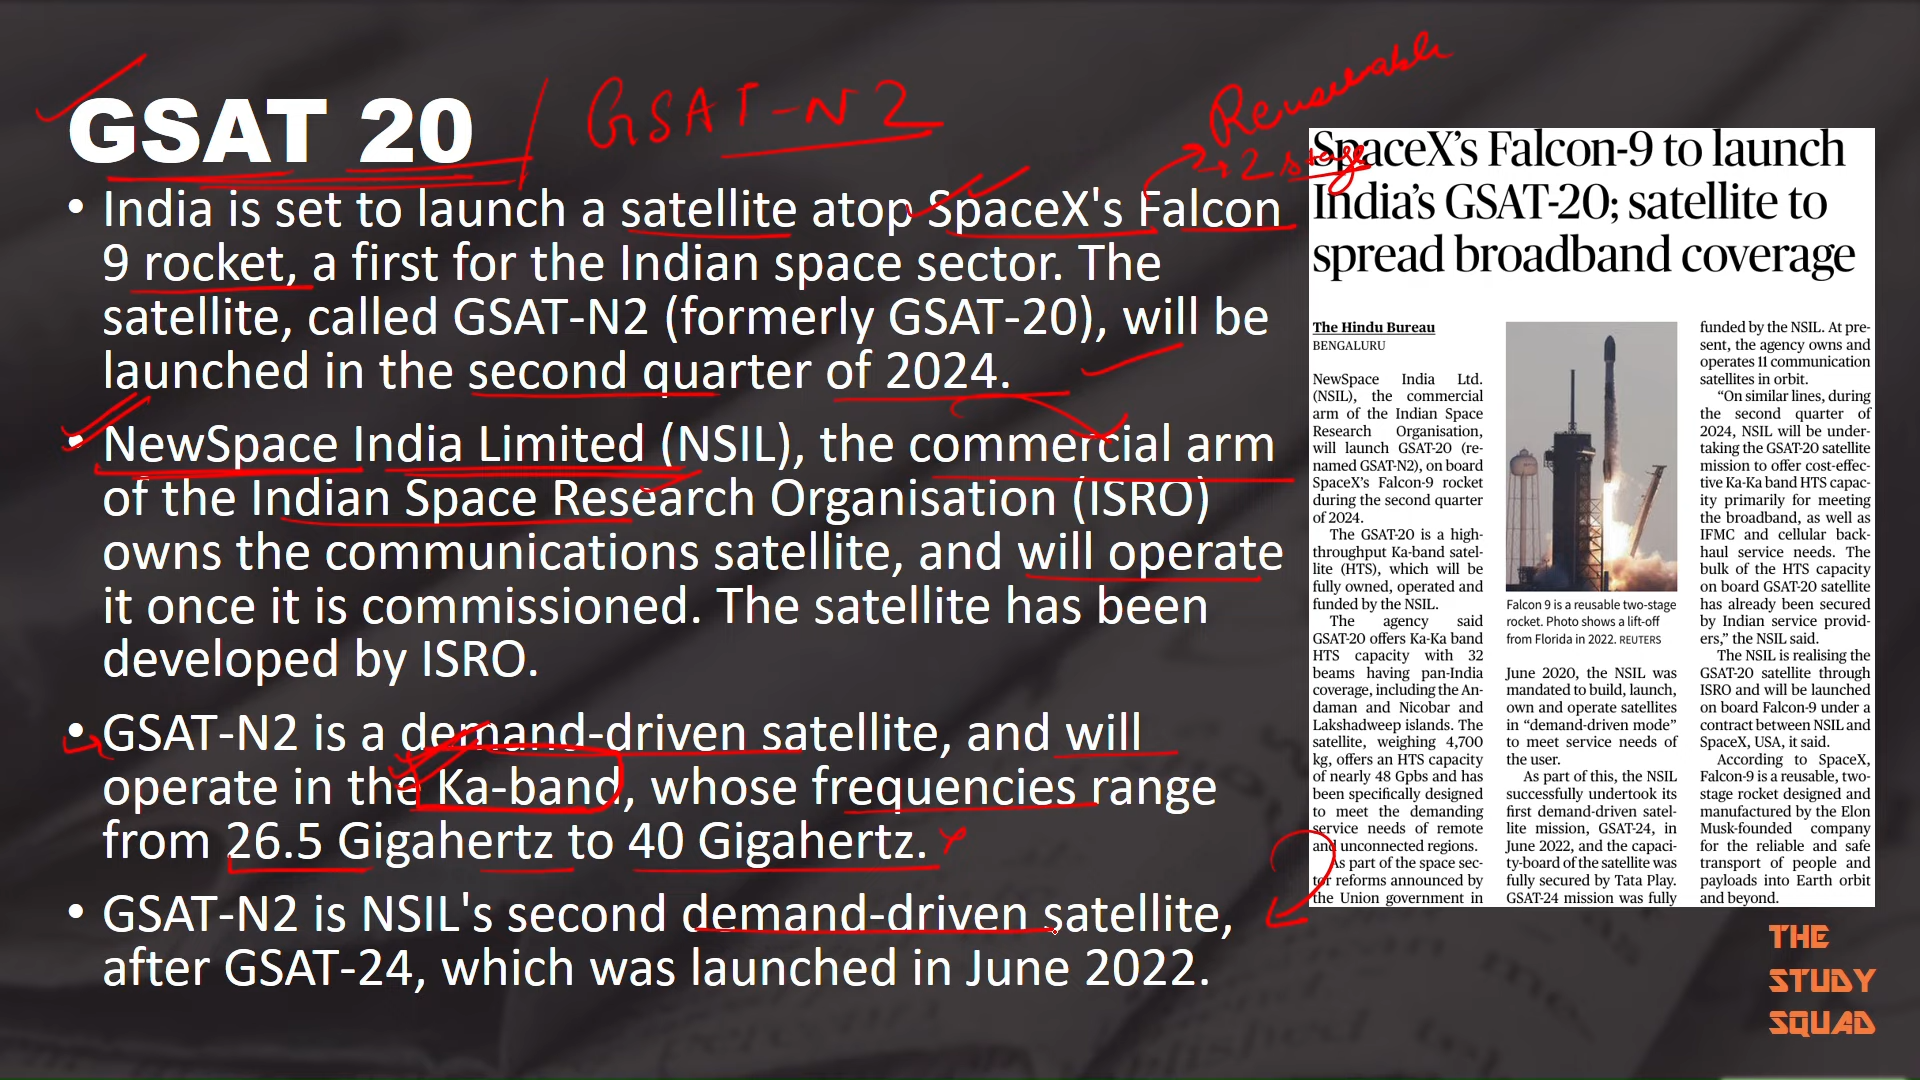 GSAT 20 / GSAT-N2
Reuseable
→ 2 stage
• India is set to launch a satellite atop SpaceX's Falcon
9 rocket, a first for the Indian space sector. The
satellite, called GSAT-N2 (formerly GSAT-20), will be
launched in the second quarter of 2024.
• NewSpace India Limited (NSIL), the commercial arm
of the Indian Space Research Organisation (ISRO)
owns the communications satellite, and will operate
it once it is commissioned. The satellite has been
developed by ISRO.
• GSAT-N2 is a demand-driven satellite, and will
operate in the Ka-band, whose frequencies range
from 26.5 Gigahertz to 40 Gigahertz.
• GSAT-N2 is NSIL's second demand-driven satellite,
after GSAT-24, which was launched in June 2022.
SpaceX’s Falcon-9 to launch
India’s GSAT-20; satellite to
spread broadband coverage
The Hindu Bureau
BENGALURU
NewSpace India Ltd.
(NSIL), the commercial
arm of the Indian Space
Research Organisation,
will launch GSAT-20 (re-
named GSAT-N2), on board
SpaceX’s Falcon-9 rocket
during the second quarter
of 2024.
The GSAT-20 is a high-
throughput Ka-band satel-
lite (HTS), which will be
fully owned, operated and
funded by the NSIL.
The agency said
GSAT-20 offers Ka-Ka band
HTS capacity with 32
beams having pan-India
coverage, including the An-
daman and Nicobar and
Lakshadweep islands. The
satellite, weighing 4,700
kg, offers an HTS capacity
of nearly 48 Gpbs and has
been specifically designed
to meet the demanding
service needs of remote
and unconnected regions.
As part of the space sec-
tor reforms announced by
the Union government in
Falcon 9 is a reusable two-stage
rocket. Photo shows a lift-off
from Florida in 2022. REUTERS
June 2020, the NSIL was
mandated to build, launch,
own and operate satellites
in “demand-driven mode”
to meet service needs of
the user.
As part of this, the NSIL
successfully undertook its
first demand-driven satel-
lite mission, GSAT-24, in
June 2022, and the capaci-
ty-board of the satellite was
fully secured by Tata Play.
GSAT-24 mission was fully
funded by the NSIL. At pre-
sent, the agency owns and
operates 11 communication
satellites in orbit.
“On similar lines, during
the second quarter of
2024, NSIL will be under-
taking the GSAT-20 satellite
mission to offer cost-effec-
tive Ka-Ka band HTS capac-
ity primarily for meeting
the broadband, as well as
IFMC and cellular back-
haul service needs. The
bulk of the HTS capacity
on board GSAT-20 satellite
has already been secured
by Indian service provid-
ers,” the NSIL said.
The NSIL is realising the
GSAT-20 satellite through
ISRO and will be launched
on board Falcon-9 under a
contract between NSIL and
SpaceX, USA, it said.
According to SpaceX,
Falcon-9 is a reusable, two-
stage rocket designed and
manufactured by the Elon
Musk-founded company
for the reliable and safe
transport of people and
payloads into Earth orbit
and beyond.
THE
STUDY
SQUAD